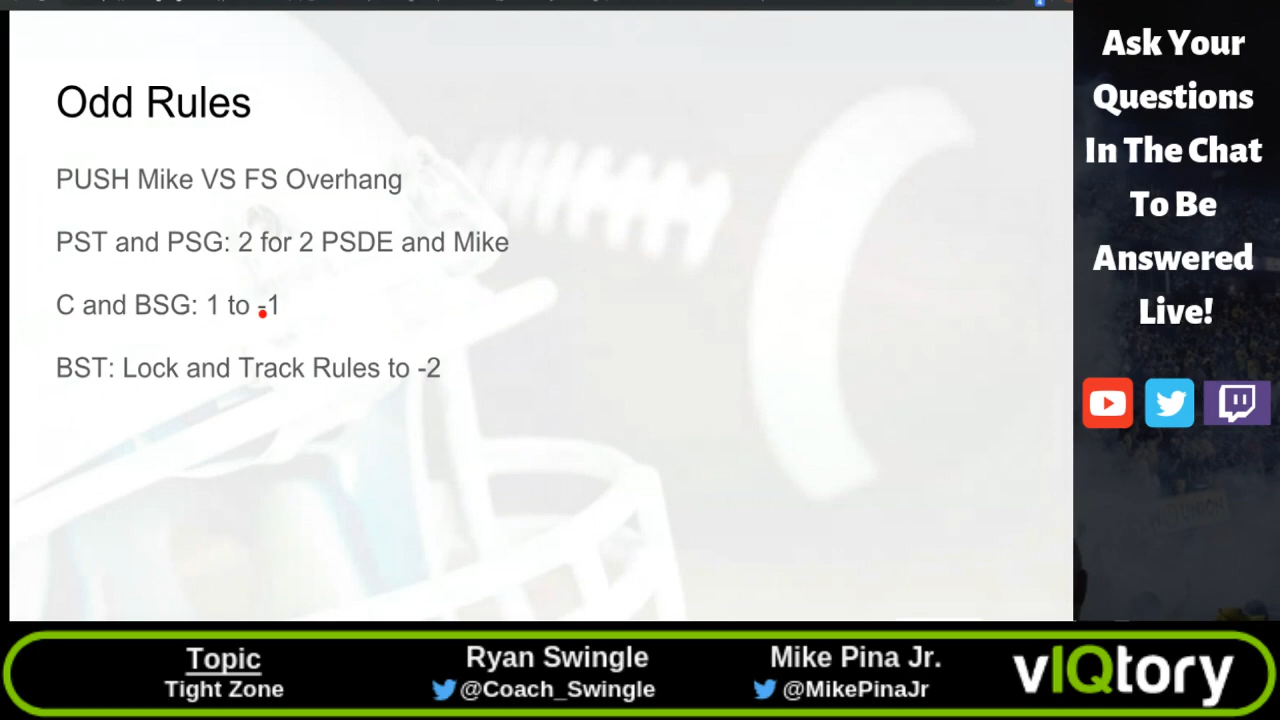 Odd Rules
PUSH Mike VS FS Overhang
PST and PSG: 2 for 2 PSDE and Mike
C and BSG: 1 to -1
BST: Lock and Track Rules to -2
Ask Your
Questions
In The Chat
To Be
Answered
Live!
Topic
Tight Zone
Ryan Swingle
@Coach_Swingle
Mike Pina Jr.
@MikePinaJr
vIQtory